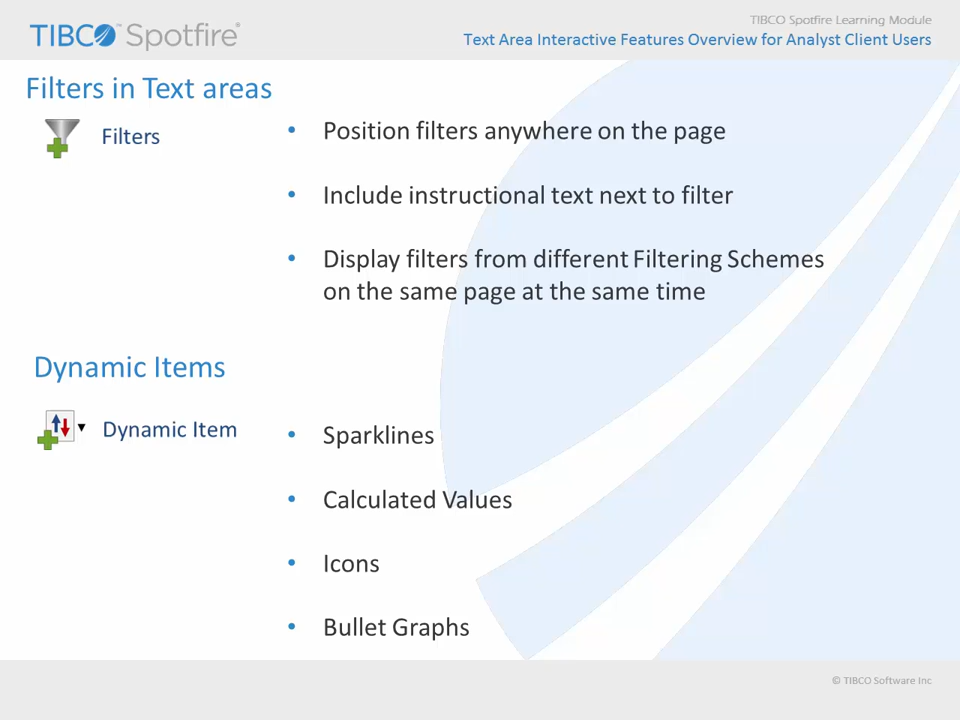 TIBCO™ Spotfire®
TIBCO Spotfire Learning Module
Text Area Interactive Features Overview for Analyst Client Users
Filters in Text areas
Filters
• Position filters anywhere on the page
• Include instructional text next to filter
• Display filters from different Filtering Schemes
on the same page at the same time
Dynamic Items
Dynamic Item
• Sparklines
• Calculated Values
• Icons
• Bullet Graphs
© TIBCO Software Inc